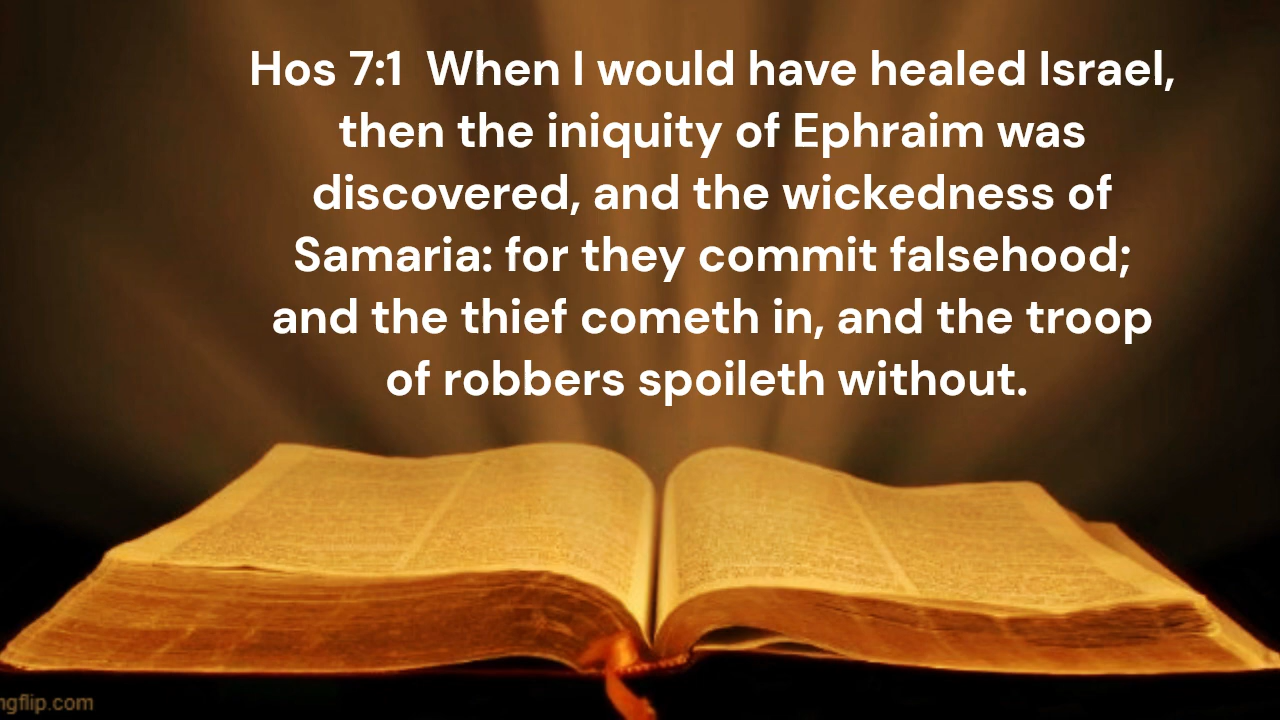 Hos 7:1  When I would have healed Israel,
then the iniquity of Ephraim was
discovered, and the wickedness of
Samaria: for they commit falsehood;
and the thief cometh in, and the troop
of robbers spoileth without.
ngflip.com